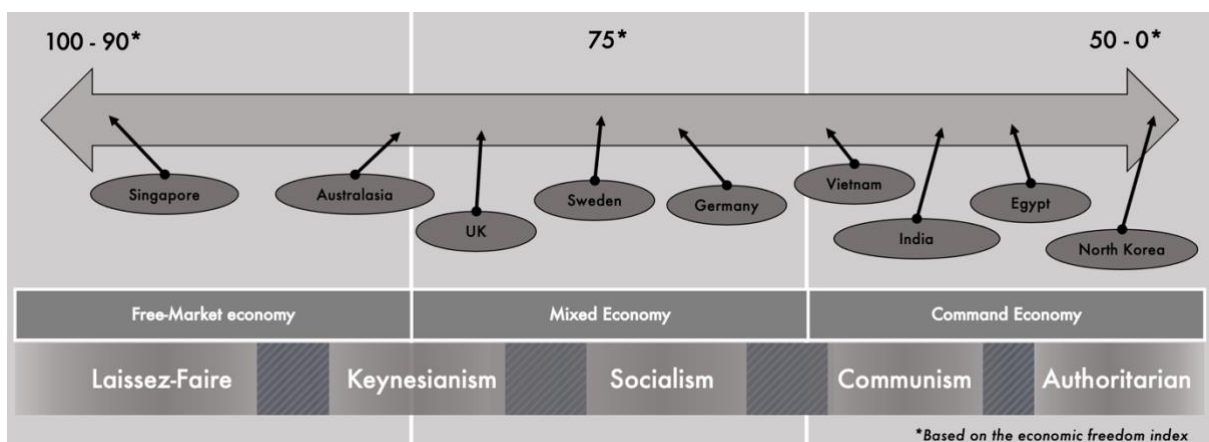 100 - 90*
75*
50 - 0*
Singapore
Australasia
UK
Sweden
Germany
Vietnam
India
Egypt
North Korea
Free-Market economy
Mixed Economy
Command Economy
Laissez-Faire
Keynesianism
Socialism
Communism
Authoritarian
*Based on the economic freedom index